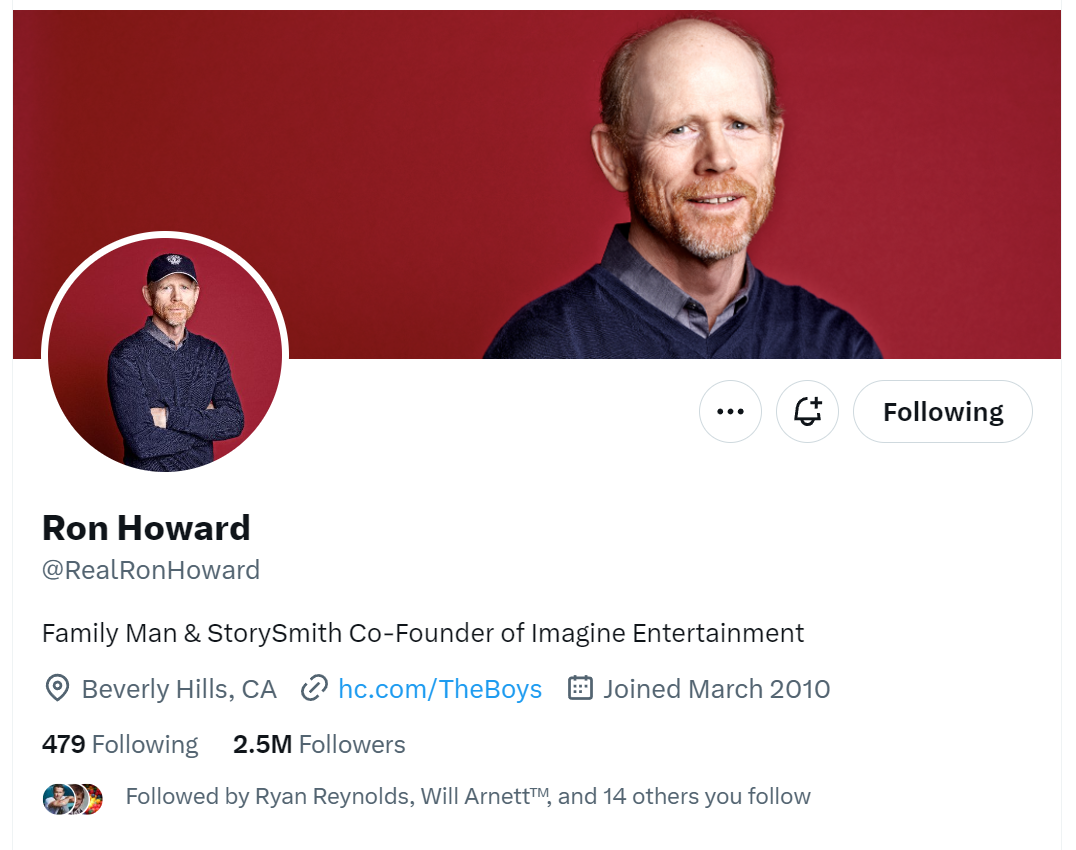 Following
Ron Howard
@RealRonHoward
Family Man & StorySmith Co-Founder of Imagine Entertainment
Beverly Hills, CA hc.com/TheBoys Joined March 2010
479 Following 2.5M Followers
Followed by Ryan Reynolds, Will Arnett™, and 14 others you follow